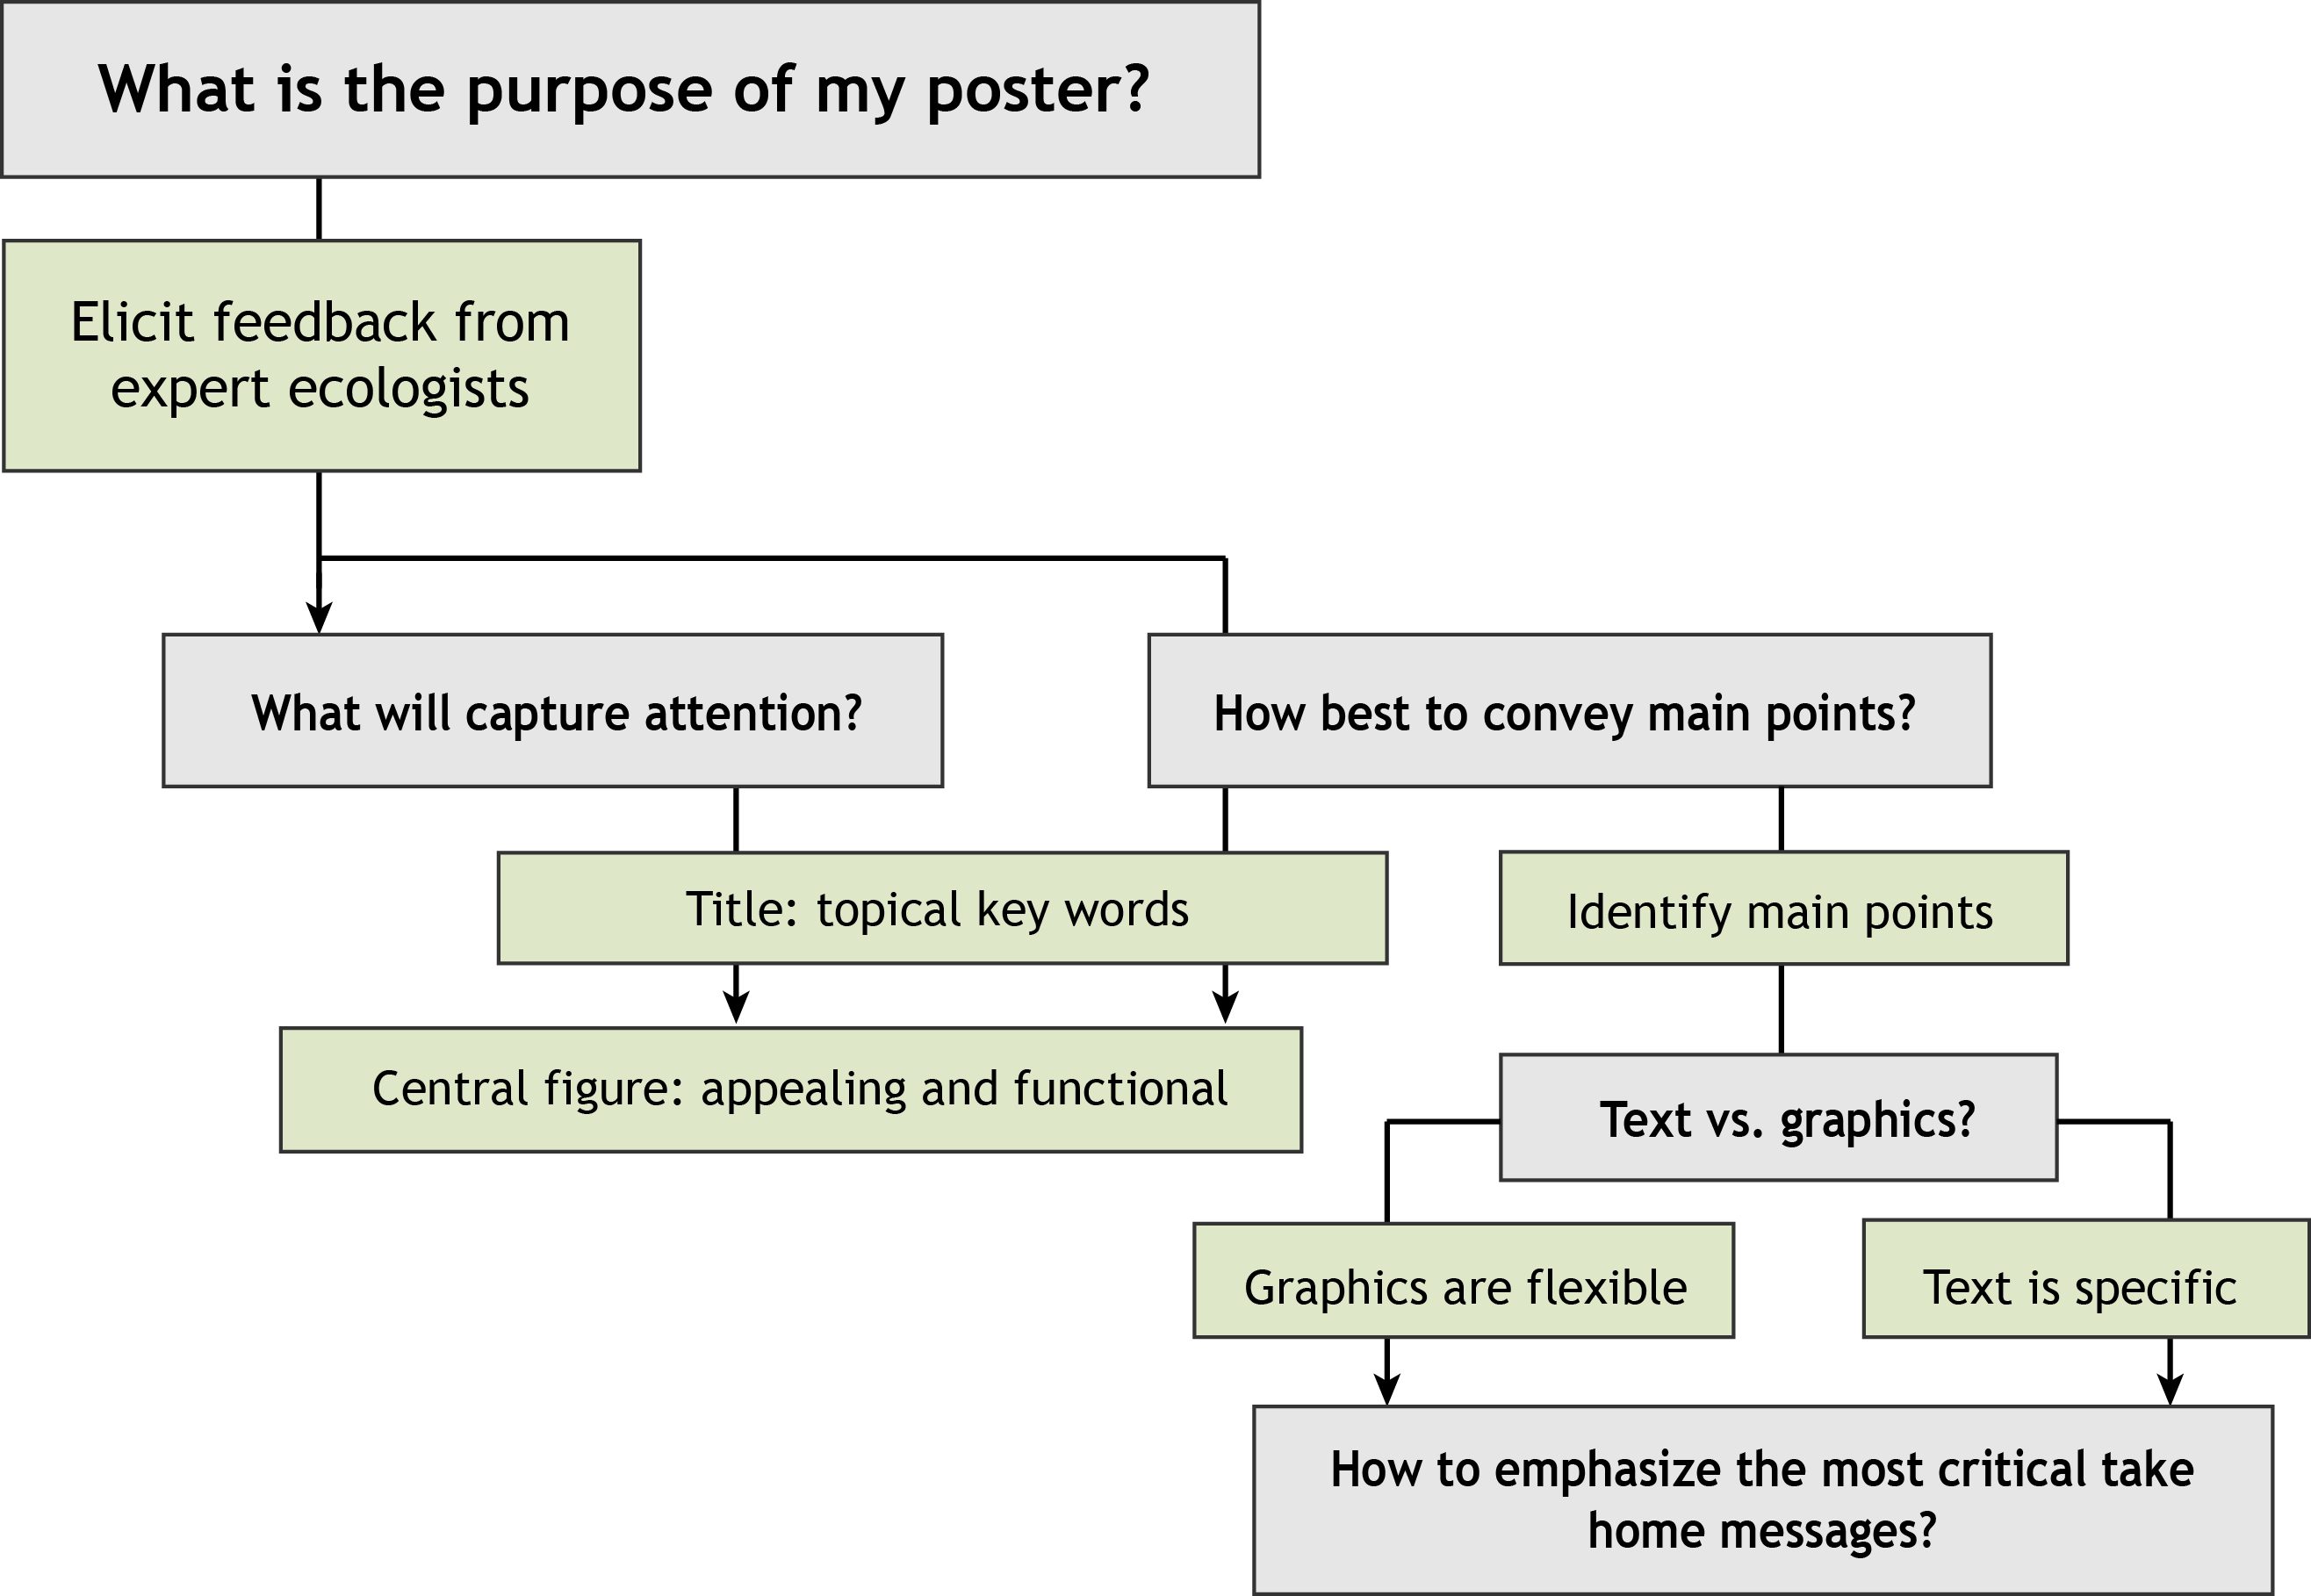 What is the purpose of my poster?
Elicit feedback from
expert ecologists
What will capture attention?
How best to convey main points?
Title: topical key words
Identify main points
Central figure: appealing and functional
Text vs. graphics?
Graphics are flexible
Text is specific
How to emphasize the most critical take
home messages?